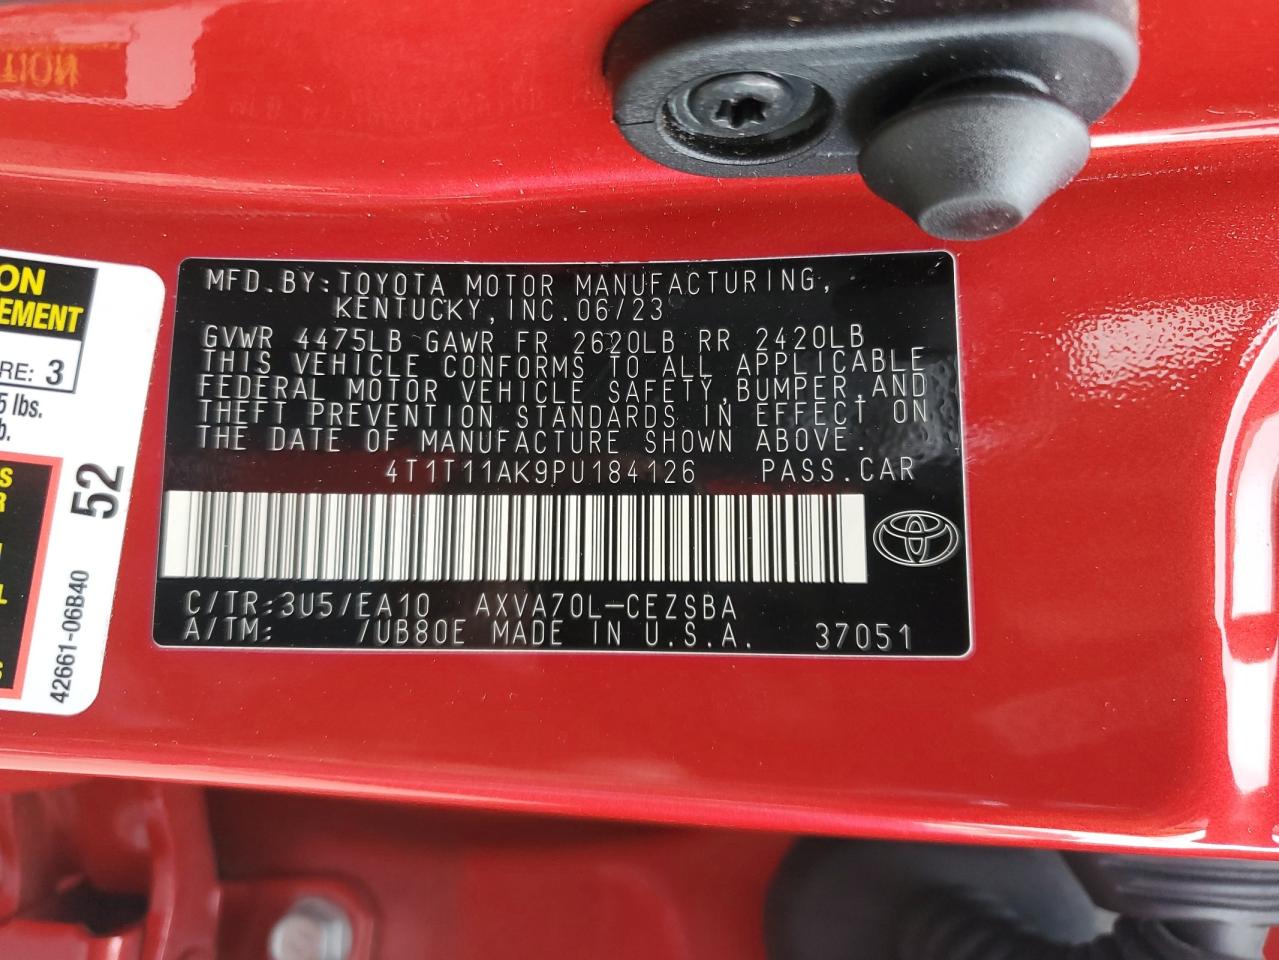 MFD.BY:TOYOTA MOTOR MANUFACTURING,
KENTUCKY,INC.06/23
GVWR 4475LB GAWR FR 2620LB RR 2420LB
THIS VEHICLE CONFORMS TO ALL APPLICABLE
FEDERAL MOTOR VEHICLE SAFETY,BUMPER,AND
THEFT PREVENTION STANDARDS IN EFFECT ON
THE DATE OF MANUFACTURE SHOWN ABOVE.
4T1T11AK9PU184126 PASS.CAR
C/TR:3U5/EA10 AXVA70L-CEZSBA
A/TM: /UB80E MADE IN U.S.A. 37051
ON
EMENT
RE: 3
5 lbs.
b.
S
R
L
S
52
42661-06B40